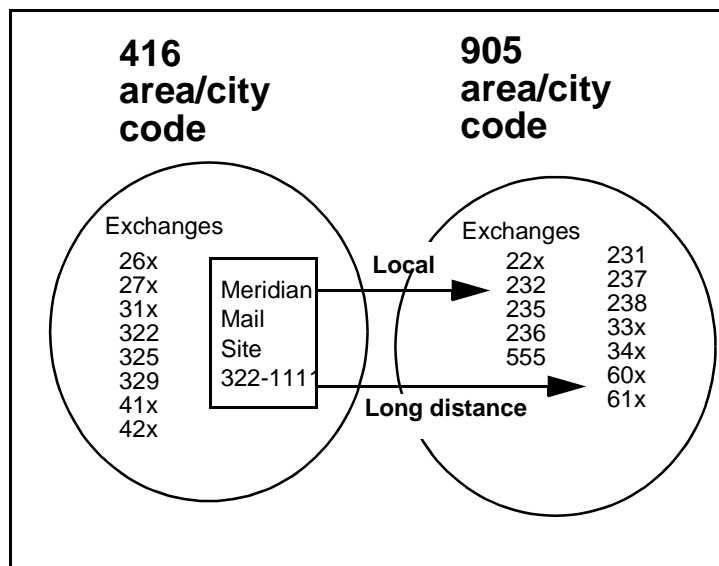 416
area/city
code
905
area/city
code
Exchanges
26x
27x
31x
322
325
329
41x
42x
Meridian
Mail
Site
322-1111
Local
Long distance
Exchanges
22x
232
235
236
555
231
237
238
33x
34x
60x
61x